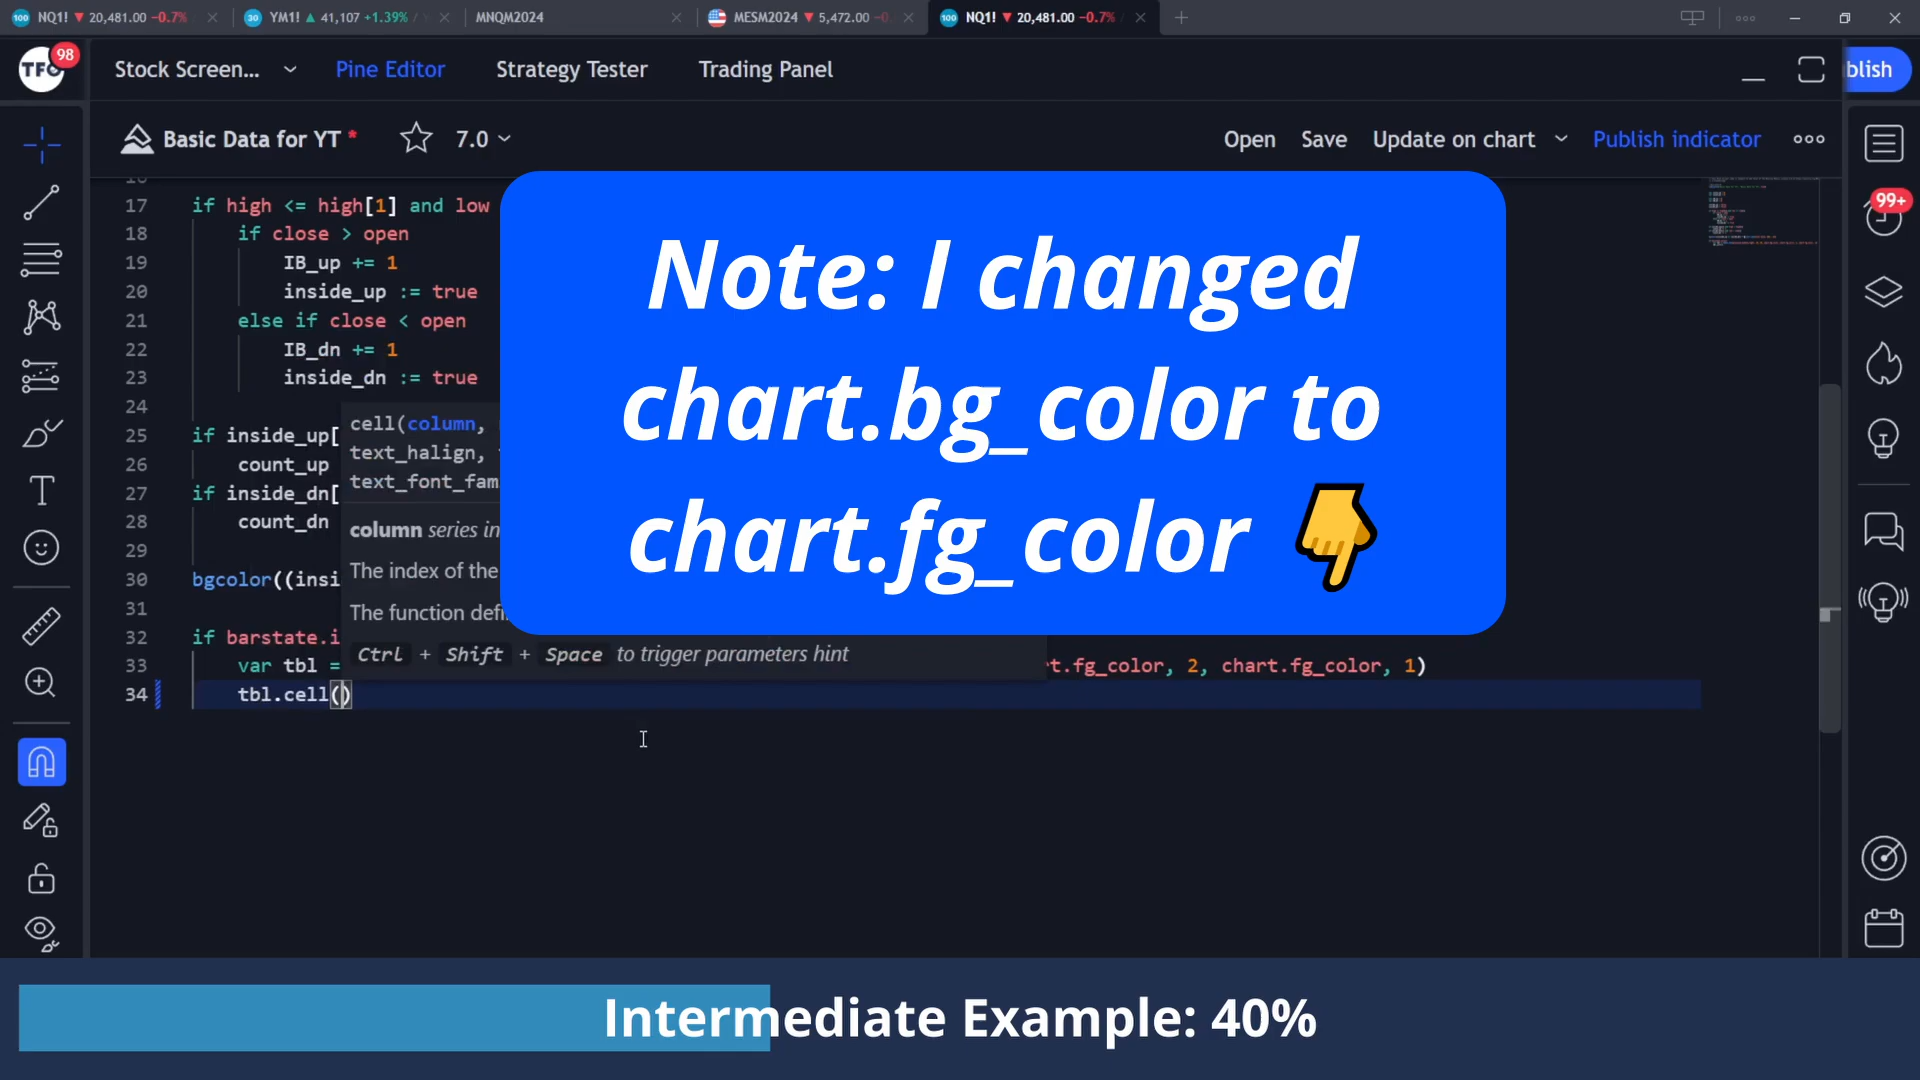 NQ1! ▼ 20,481.00 −0.7%
YM1! ▲ 41,107 +1.39% /
MNQM2024
MESM2024 ▼ 5,472.00
NQ1! ▼ 20,481.00 −0.7%
TFO 98
Stock Screen...
Pine Editor
Strategy Tester
Trading Panel
blish
Basic Data for YT *
7.0
Open
Save
Update on chart
Publish indicator
99+
17 if high <= high[1] and low
18 if close > open
19 IB_up += 1
20 inside_up := true
21 else if close < open
22 IB_dn += 1
23 inside_dn := true
24
25 if inside_up[
26 count_up
27 if inside_dn[
28 count_dn
29
30 bgcolor((insi
31
32 if barstate.i
33 var tbl = t.fg_color, 2, chart.fg_color, 1)
34 tbl.cell()
cell(column,
text_halign,
text_font_fam
column series in
The index of the
The function defi
Ctrl + Shift + Space to trigger parameters hint
Note: I changed
chart.bg_color to
chart.fg_color 👇
Intermediate Example: 40%